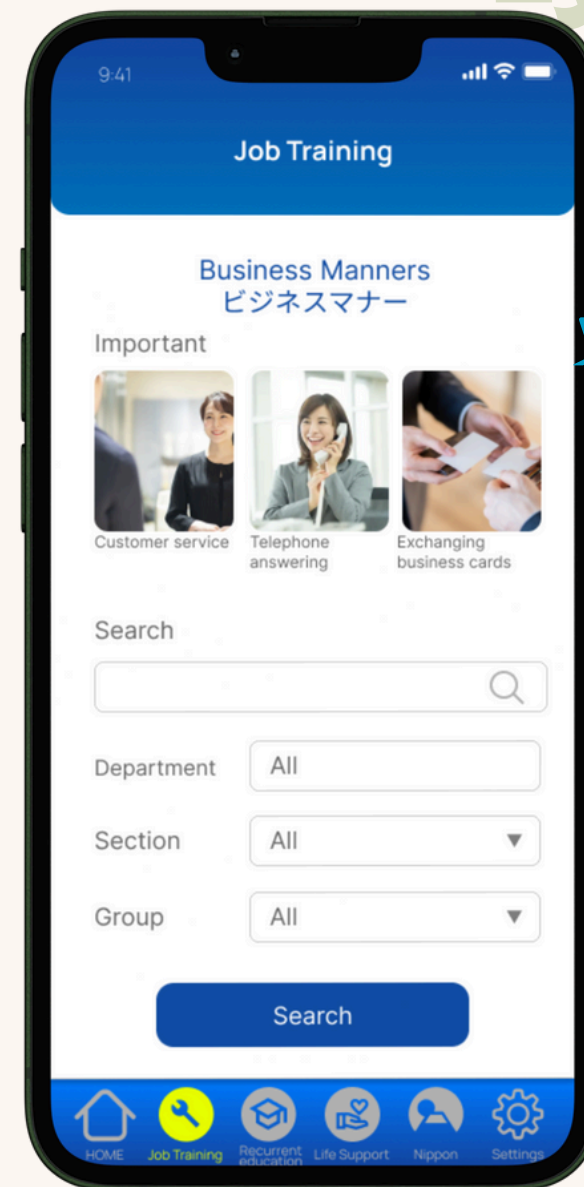 9:41
Job Training
Business Manners
ビジネスマナー
Important
Customer service
Telephone
answering
Exchanging
business cards
Search
Department
All
Section
All
Group
All
Search
HOME
Job Training
Recurrent
education
Life Support
Nippon
Settings